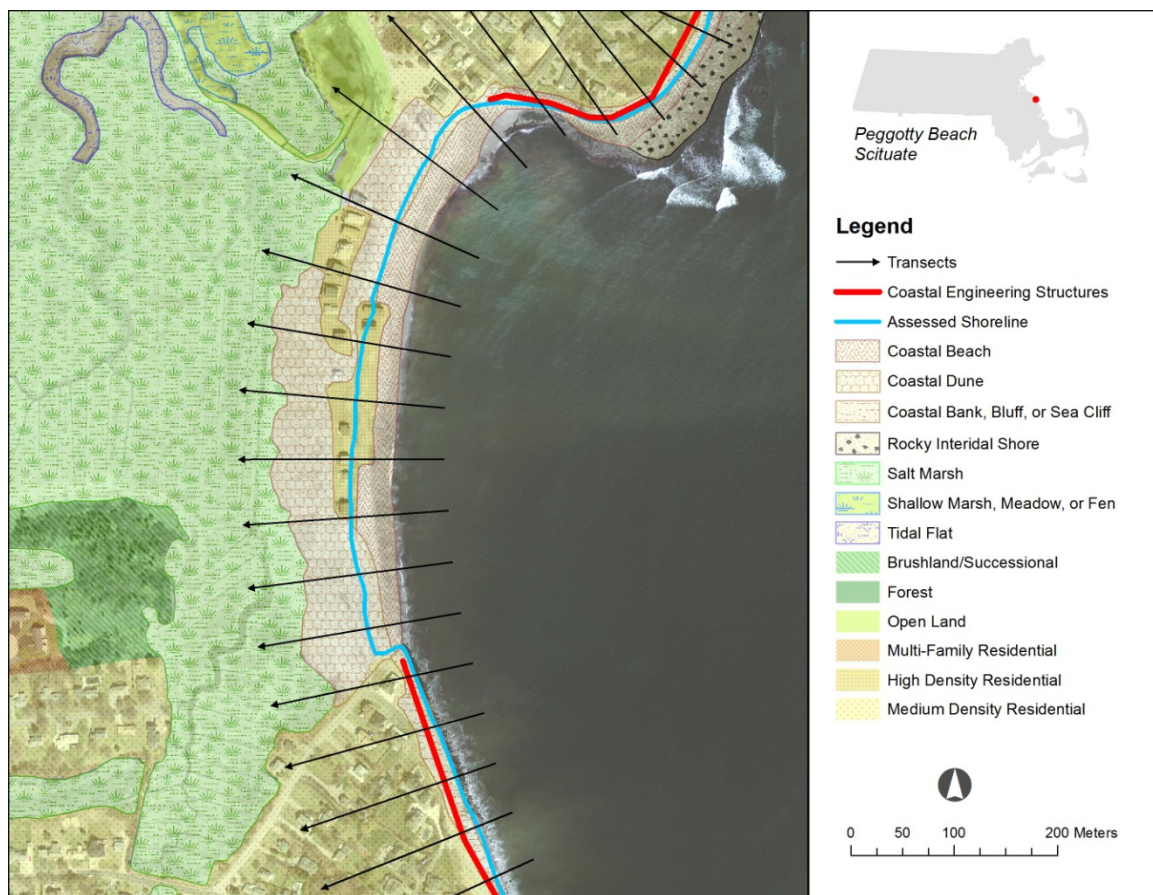 Peggotty Beach
Scituate
Legend
Transects
Coastal Engineering Structures
Assessed Shoreline
Coastal Beach
Coastal Dune
Coastal Bank, Bluff, or Sea Cliff
Rocky Interidal Shore
Salt Marsh
Shallow Marsh, Meadow, or Fen
Tidal Flat
Brushland/Successional
Forest
Open Land
Multi-Family Residential
High Density Residential
Medium Density Residential
0 50 100 200 Meters